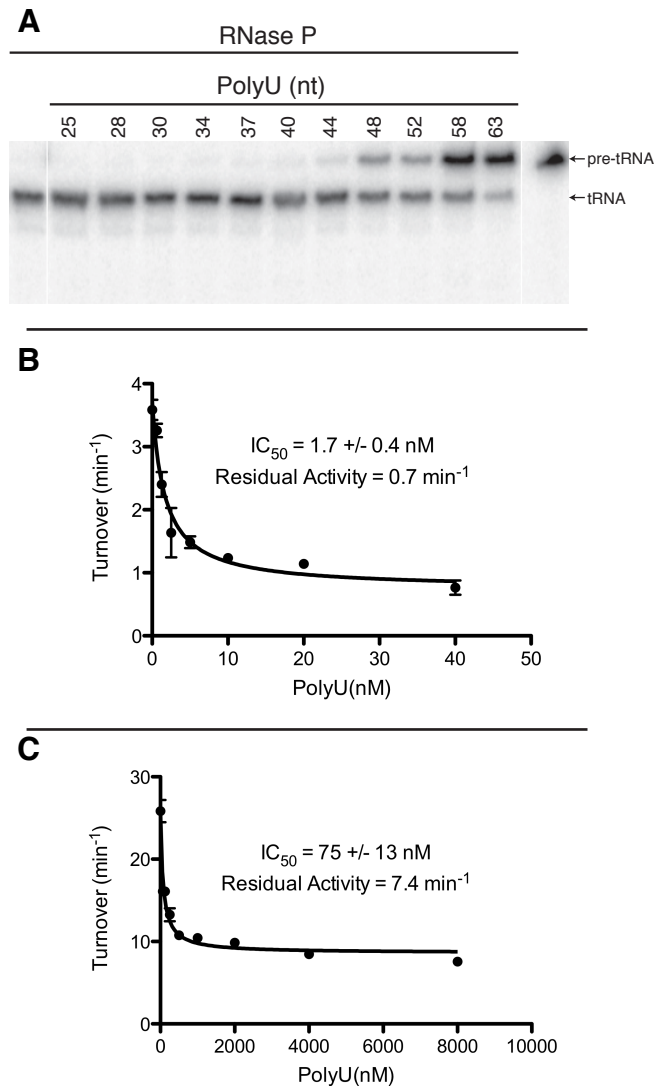 A
RNase P
PolyU (nt)
25 28 30 34 37 40 44 48 52 58 63
←pre-tRNA
←tRNA
B
4
3
2
1
0
Turnover (min⁻¹)
IC₅₀ = 1.7 +/- 0.4 nM
Residual Activity = 0.7 min⁻¹
0 10 20 30 40 50
PolyU(nM)
C
30
20
10
0
Turnover (min⁻¹)
IC₅₀ = 75 +/- 13 nM
Residual Activity = 7.4 min⁻¹
0 2000 4000 6000 8000 10000
PolyU(nM)